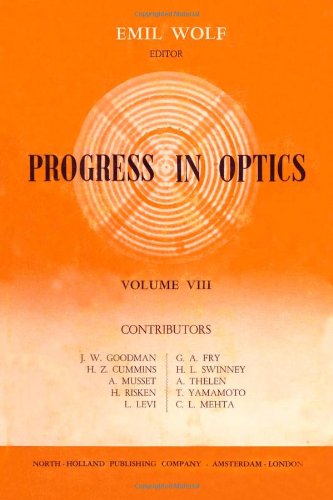 EMIL WOLF
EDITOR
PROGRESS IN OPTICS
VOLUME VIII
CONTRIBUTORS
J. W. GOODMAN
H. Z. CUMMINS
A. MUSSET
H. RISKEN
L. LEVI
G. A. FRY
H. L. SWINNEY
A. THELEN
T. YAMAMOTO
C. L. MEHTA
NORTH - HOLLAND PUBLISHING COMPANY - AMSTERDAM - LONDON